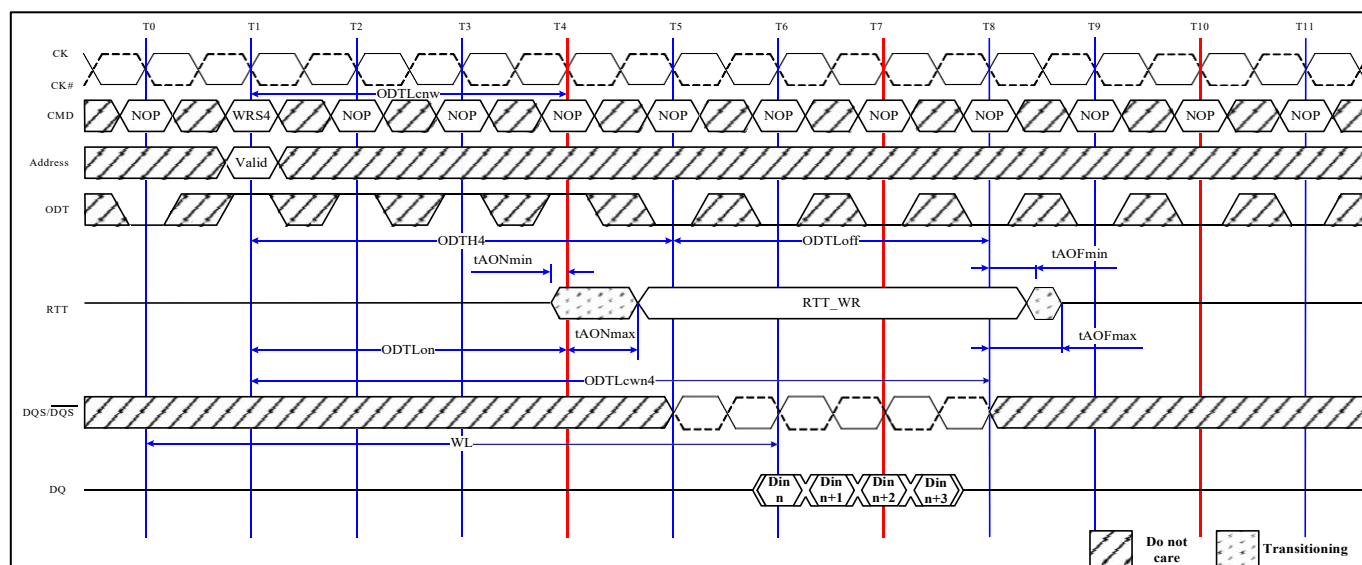 T0 T1 T2 T3 T4 T5 T6 T7 T8 T9 T10 T11
CK
CK#
ODTLcnw
CMD NOP WRS4 NOP NOP NOP NOP NOP NOP NOP NOP NOP NOP
Address Valid
ODT
ODTH4 ODTLoff
tAONmin tAOFmin
RTT RTT_WR
tAONmax tAOFmax
ODTLon
ODTLcwn4
DQS/DQS
WL
DQ Din n Din n+1 Din n+2 Din n+3
Do not care Transitioning